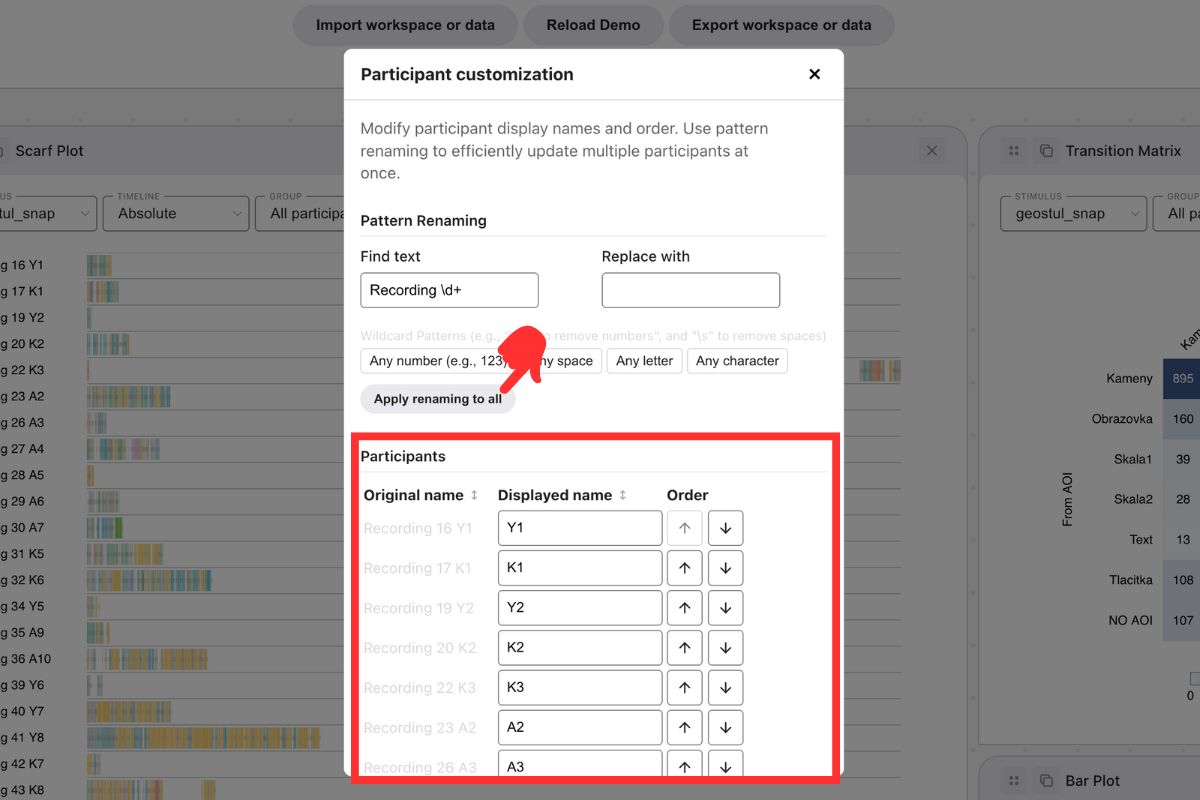 Import workspace or data
Reload Demo
Export workspace or data
Participant customization
Modify participant display names and order. Use pattern
renaming to efficiently update multiple participants at
once.
Pattern Renaming
Find text
Replace with
Recording \d+
Wildcard Patterns (e.g., to remove numbers", and "\s" to remove spaces)
Any number (e.g., 123)
space
Any letter
Any character
Apply renaming to all
Participants
Original name
Displayed name
Order
Recording 16 Y1
Y1
Recording 17 K1
K1
Recording 19 Y2
Y2
Recording 20 K2
K2
Recording 22 K3
K3
Recording 23 A2
A2
Recording 26 A3
A3
Scarf Plot
US
tul_snap
TIMELINE
Absolute
GROUP
All participa
g 16 Y1
g 17 K1
g 19 Y2
g 20 K2
g 22 K3
g 23 A2
g 26 A3
g 27 A4
g 28 A5
g 29 A6
g 30 A7
g 31 K5
g 32 K6
g 34 Y5
g 35 A9
g 36 A10
g 39 Y6
g 40 Y7
g 41 Y8
g 42 K7
g 43 K8
Transition Matrix
STIMULUS
geostul_snap
GROUP
All pa
Kam
From AOI
Kameny
895
Obrazovka
160
Skala1
39
Skala2
28
Text
13
Tlacitka
108
NO AOI
107
0
Bar Plot